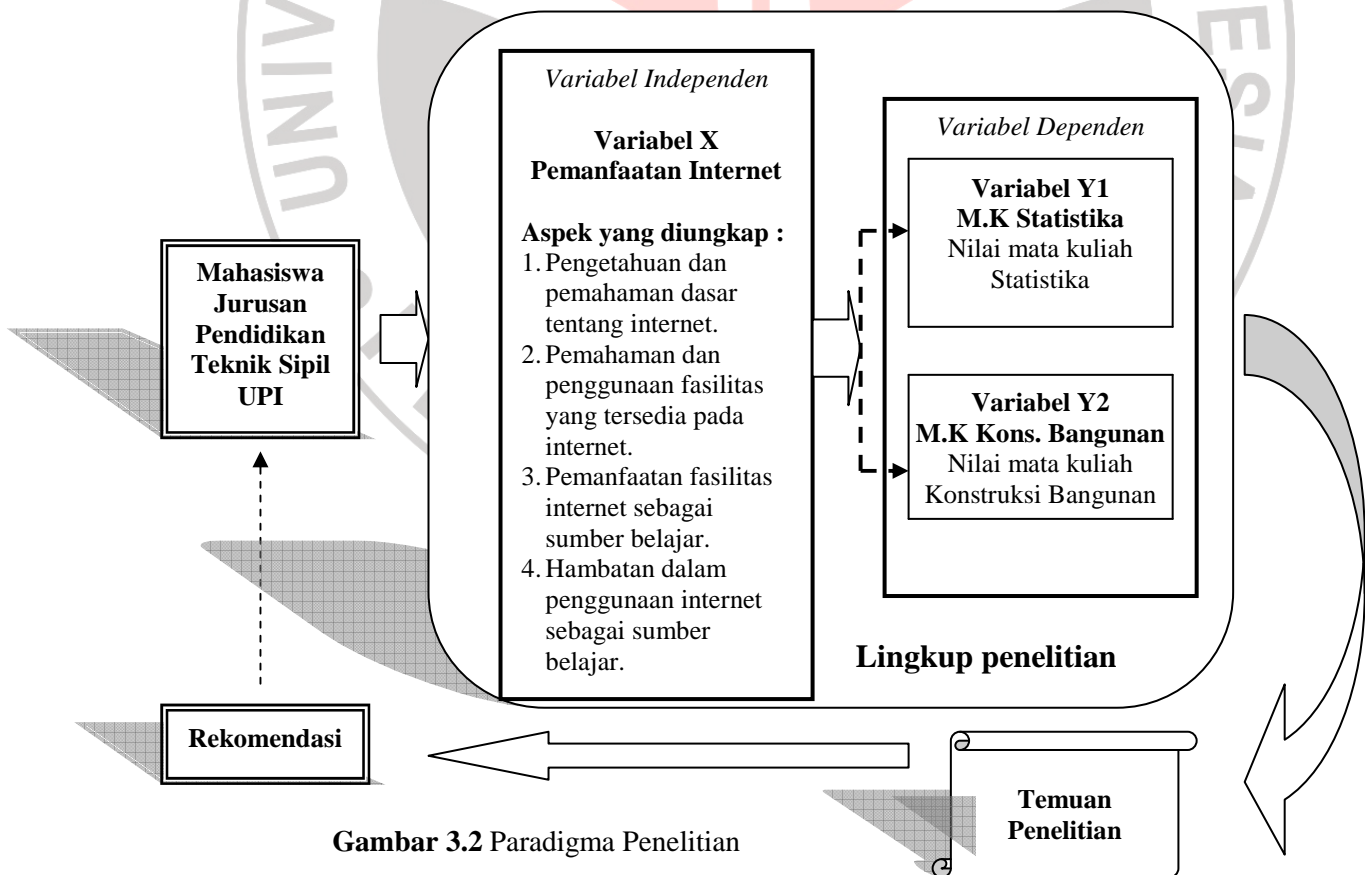 UNIV
ESIA
Variabel Independen
Variabel X
Pemanfaatan Internet
Aspek yang diungkap :
1. Pengetahuan dan
pemahaman dasar
tentang internet.
2. Pemahaman dan
penggunaan fasilitas
yang tersedia pada
internet.
3. Pemanfaatan fasilitas
internet sebagai
sumber belajar.
4. Hambatan dalam
penggunaan internet
sebagai sumber
belajar.
Variabel Dependen
Variabel Y1
M.K Statistika
Nilai mata kuliah
Statistika
Variabel Y2
M.K Kons. Bangunan
Nilai mata kuliah
Konstruksi Bangunan
Mahasiswa
Jurusan
Pendidikan
Teknik Sipil
UPI
Lingkup penelitian
Rekomendasi
Temuan
Penelitian
Gambar 3.2 Paradigma Penelitian